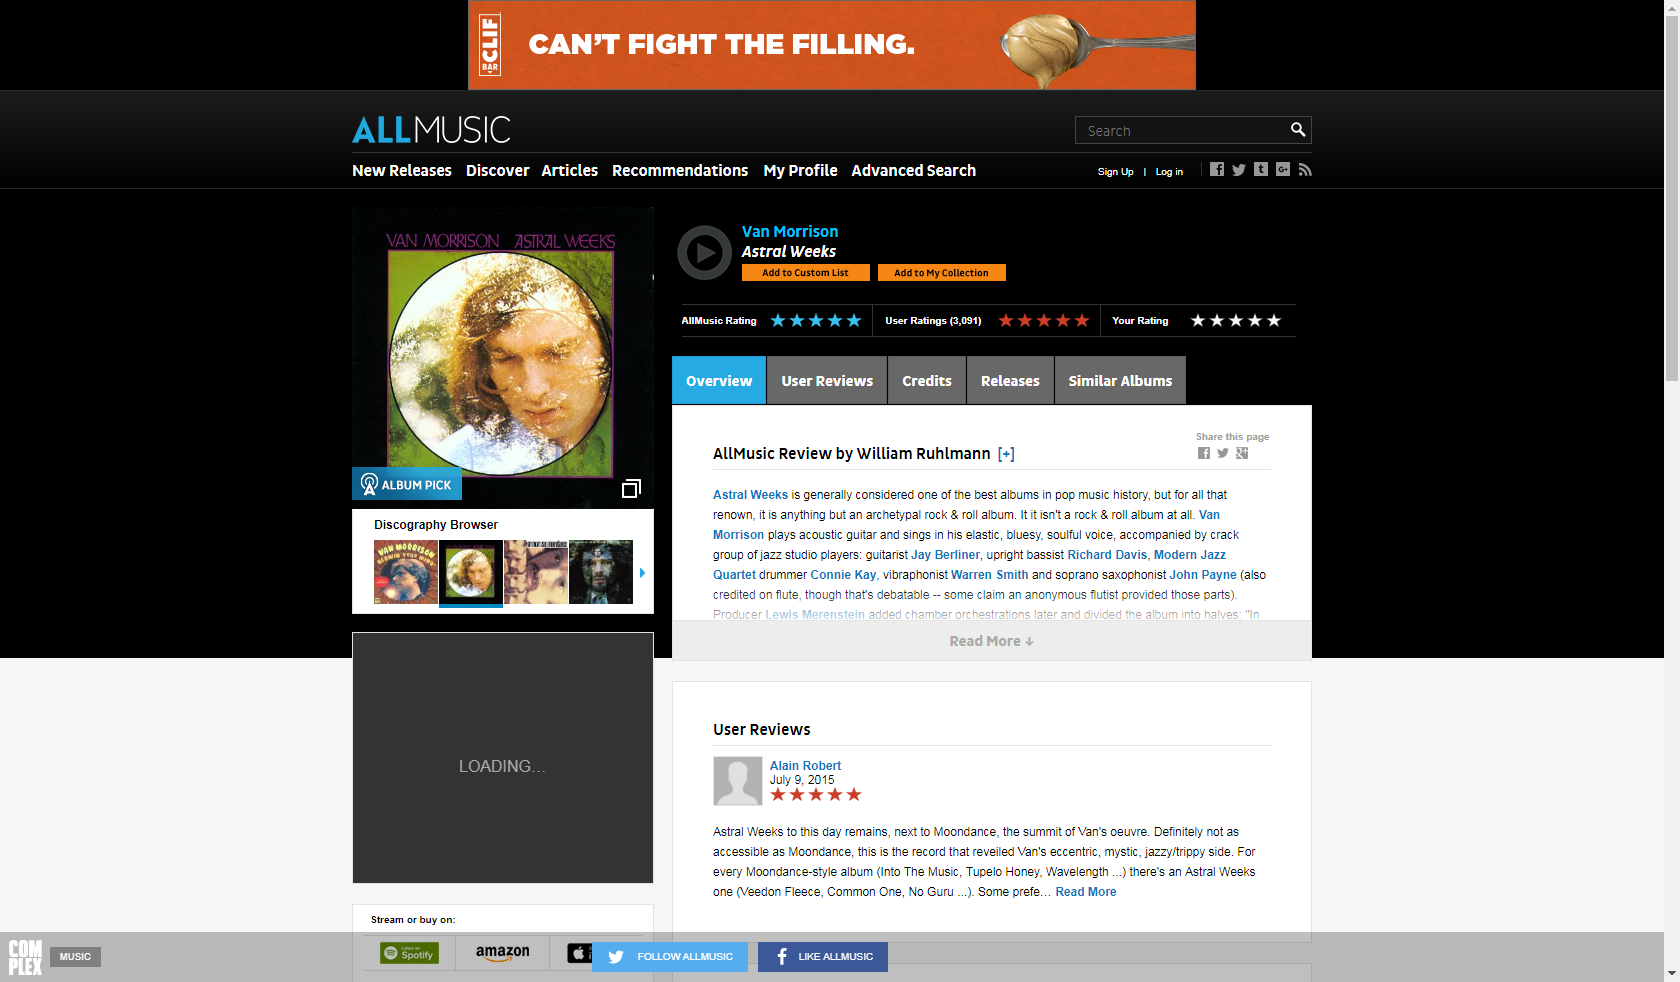 CLIF BAR
CAN'T FIGHT THE FILLING.
ALLMUSIC
Search
New Releases Discover Articles Recommendations My Profile Advanced Search
Sign Up | Log in
VAN MORRISON ASTRAL WEEKS
ALBUM PICK
Van Morrison
Astral Weeks
Add to Custom List Add to My Collection
AllMusic Rating User Ratings (3,091) Your Rating
Overview User Reviews Credits Releases Similar Albums
Share this page
AllMusic Review by William Ruhlmann [+]
Astral Weeks is generally considered one of the best albums in pop music history, but for all that
renown, it is anything but an archetypal rock & roll album. It it isn't a rock & roll album at all. Van
Morrison plays acoustic guitar and sings in his elastic, bluesy, soulful voice, accompanied by crack
group of jazz studio players: guitarist Jay Berliner, upright bassist Richard Davis, Modern Jazz
Quartet drummer Connie Kay, vibraphonist Warren Smith and soprano saxophonist John Payne (also
credited on flute, though that's debatable -- some claim an anonymous flutist provided those parts).
Producer Lewis Merenstein added chamber orchestrations later and divided the album into halves: "In
Read More ↓
Discography Browser
VAN MORRISON
LOADING...
User Reviews
Alain Robert
July 9, 2015
Astral Weeks to this day remains, next to Moondance, the summit of Van's oeuvre. Definitely not as
accessible as Moondance, this is the record that reveiled Van's eccentric, mystic, jazzy/trippy side. For
every Moondance-style album (Into The Music, Tupelo Honey, Wavelength ...) there's an Astral Weeks
one (Veedon Fleece, Common One, No Guru ...). Some prefe... Read More
Stream or buy on:
Listen on Spotify
amazon
COMPLEX
MUSIC
FOLLOW ALLMUSIC
LIKE ALLMUSIC